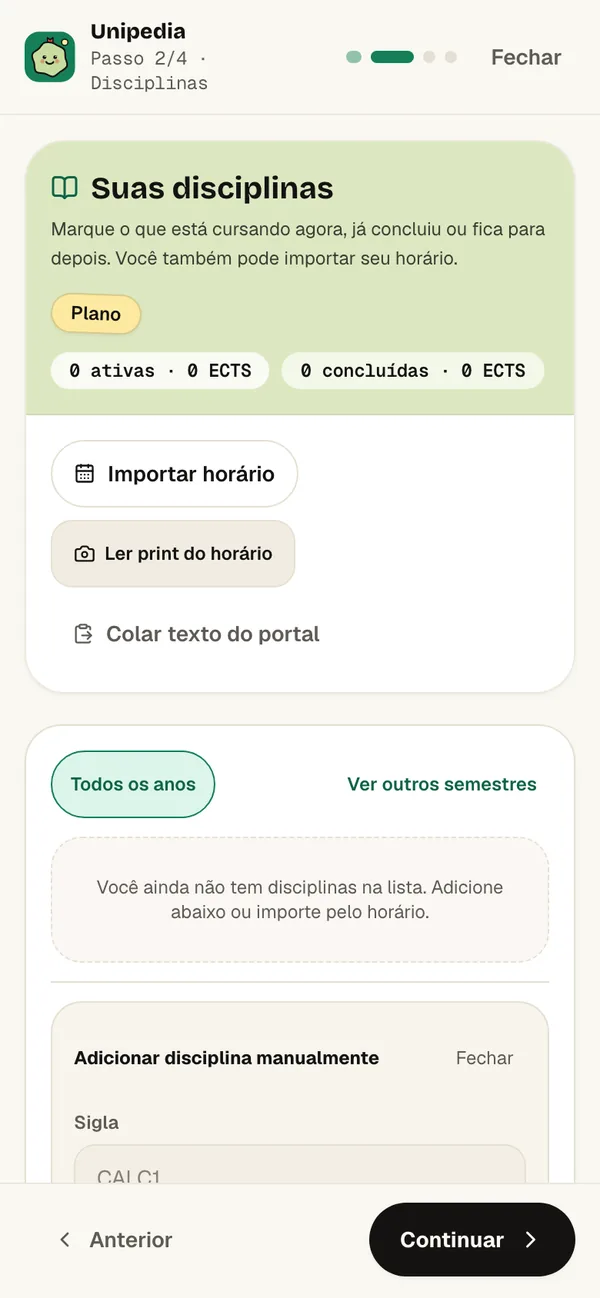 Unipedia
Passo 2/4 ·
Disciplinas
Fechar
Suas disciplinas
Marque o que está cursando agora, já concluiu ou fica para
depois. Você também pode importar seu horário.
Plano
0 ativas · 0 ECTS
0 concluídas · 0 ECTS
Importar horário
Ler print do horário
Colar texto do portal
Todos os anos
Ver outros semestres
Você ainda não tem disciplinas na lista. Adicione
abaixo ou importe pelo horário.
Adicionar disciplina manualmente
Fechar
Sigla
CALC1
Anterior
Continuar